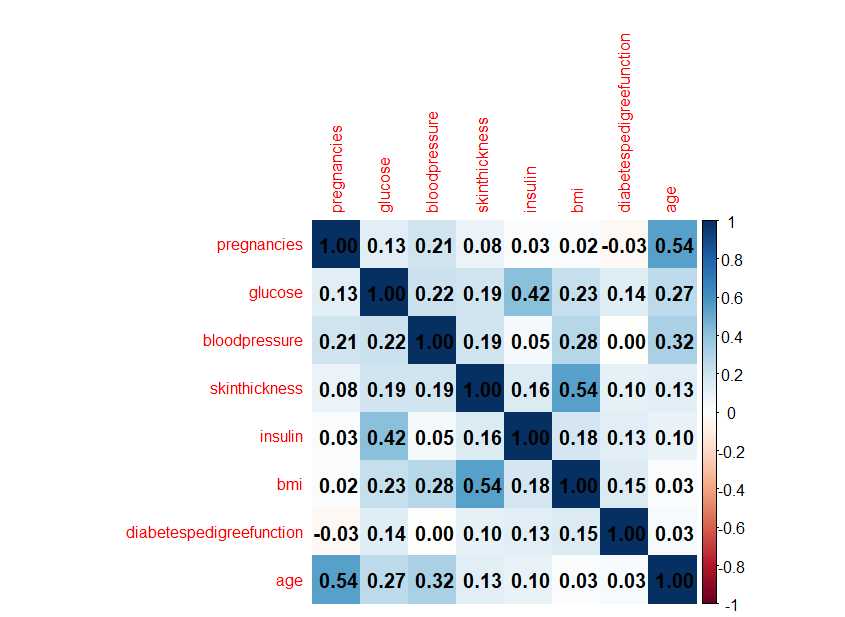 pregnancies
glucose
bloodpressure
skinthickness
insulin
bmi
diabetespedigreefunction
age
pregnancies 1.00 0.13 0.21 0.08 0.03 0.02 -0.03 0.54
glucose 0.13 1.00 0.22 0.19 0.42 0.23 0.14 0.27
bloodpressure 0.21 0.22 1.00 0.19 0.05 0.28 0.00 0.32
skinthickness 0.08 0.19 0.19 1.00 0.16 0.54 0.10 0.13
insulin 0.03 0.42 0.05 0.16 1.00 0.18 0.13 0.10
bmi 0.02 0.23 0.28 0.54 0.18 1.00 0.15 0.03
diabetespedigreefunction -0.03 0.14 0.00 0.10 0.13 0.15 1.00 0.03
age 0.54 0.27 0.32 0.13 0.10 0.03 0.03 1.00
1
0.8
0.6
0.4
0.2
0
-0.2
-0.4
-0.6
-0.8
-1